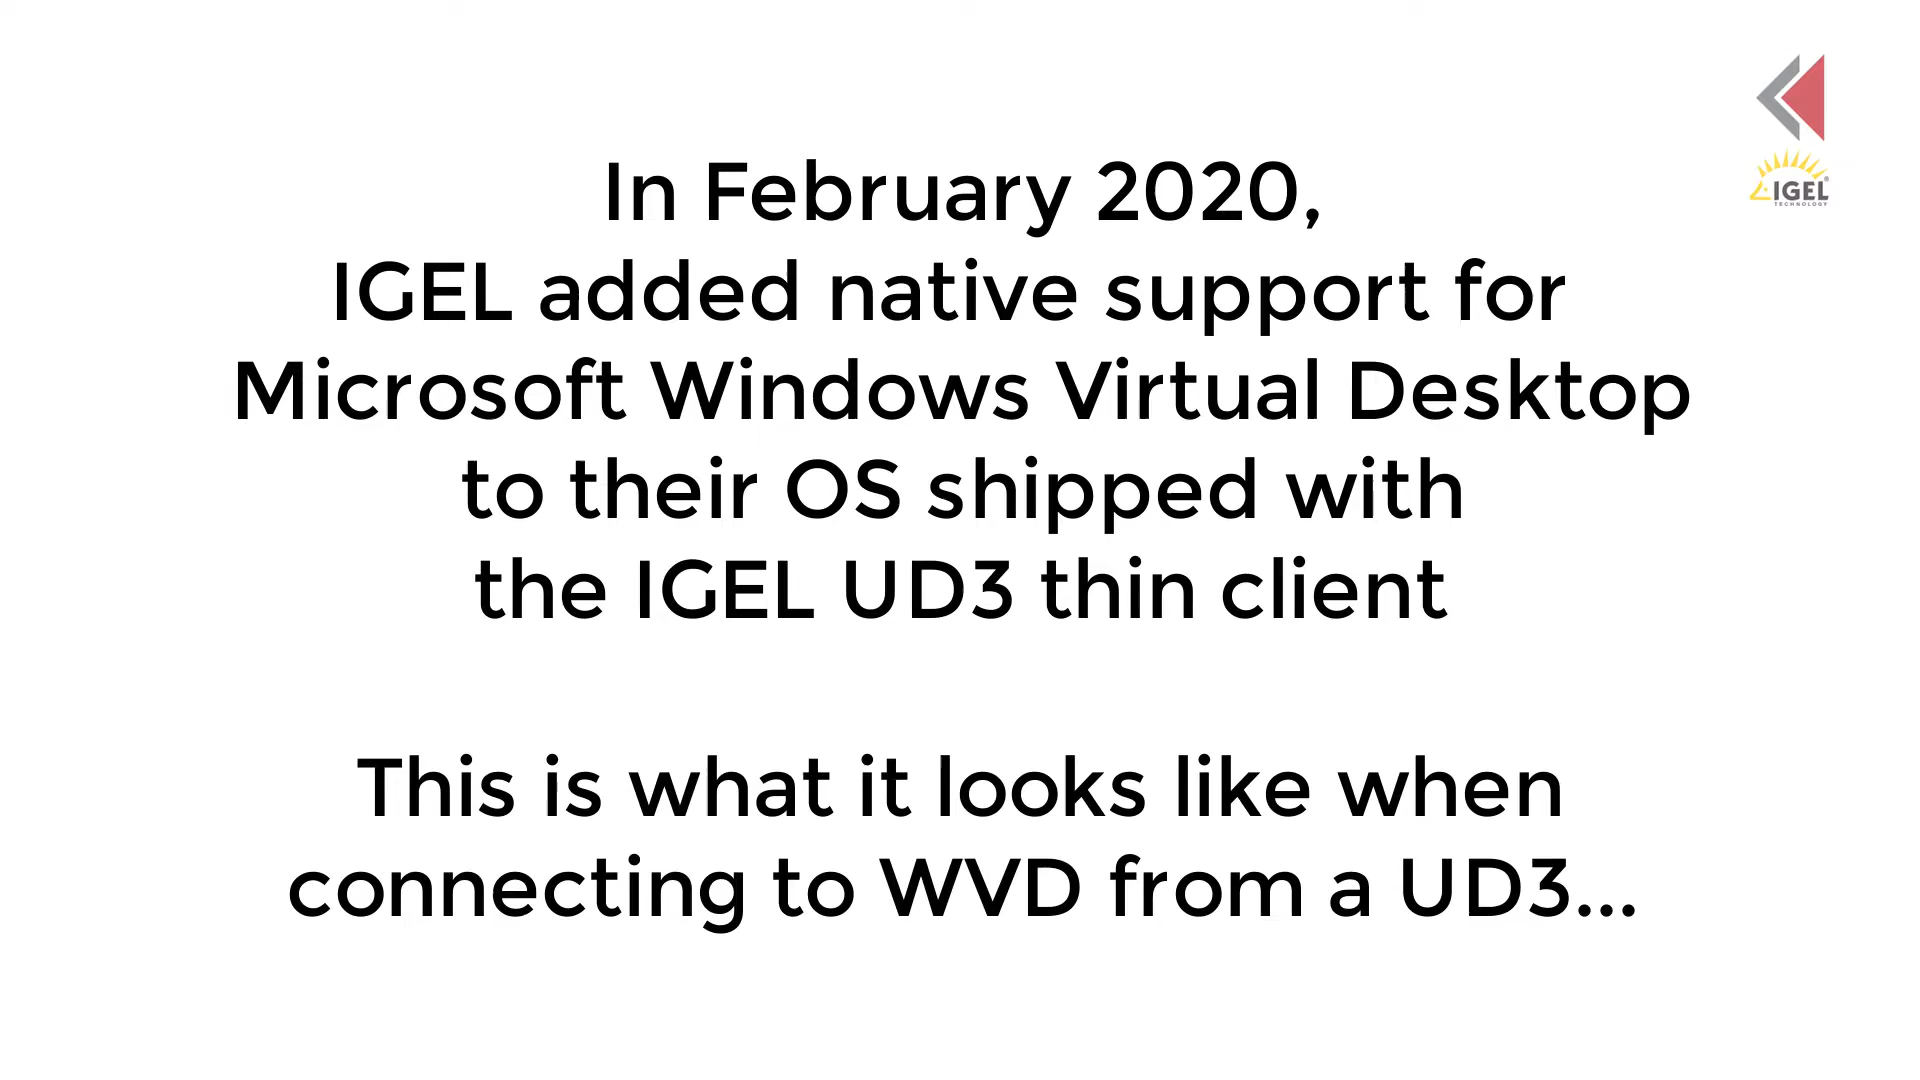 In February 2020,
IGEL added native support for
Microsoft Windows Virtual Desktop
to their OS shipped with
the IGEL UD3 thin client
This is what it looks like when
connecting to WVD from a UD3...
IGEL®
TECHNOLOGY